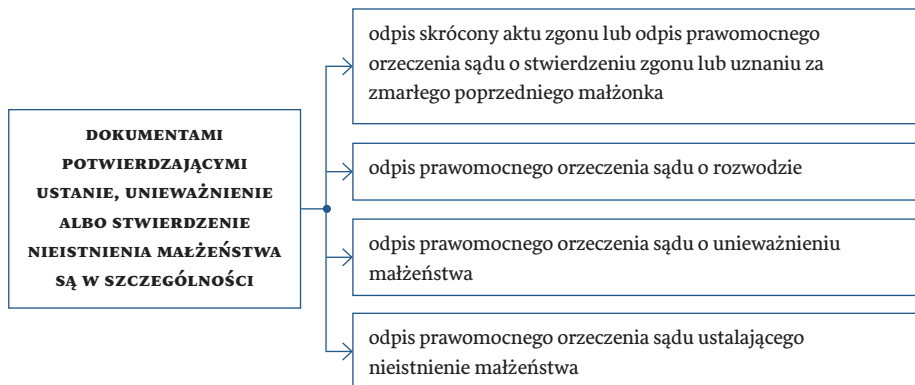 DOKUMENTAMI
POTWIERDZAJĄCYMI
USTANIE, UNIEWAŻNIENIE
ALBO STWIERDZENIE
NIEISTNIENIA MAŁŻEŃSTWA
SĄ W SZCZEGÓLNOŚCI
odpis skrócony aktu zgonu lub odpis prawomocnego
orzeczenia sądu o stwierdzeniu zgonu lub uznaniu za
zmarłego poprzedniego małżonka
odpis prawomocnego orzeczenia sądu o rozwodzie
odpis prawomocnego orzeczenia sądu o unieważnieniu
małżeństwa
odpis prawomocnego orzeczenia sądu ustalającego
nieistnienie małżeństwa